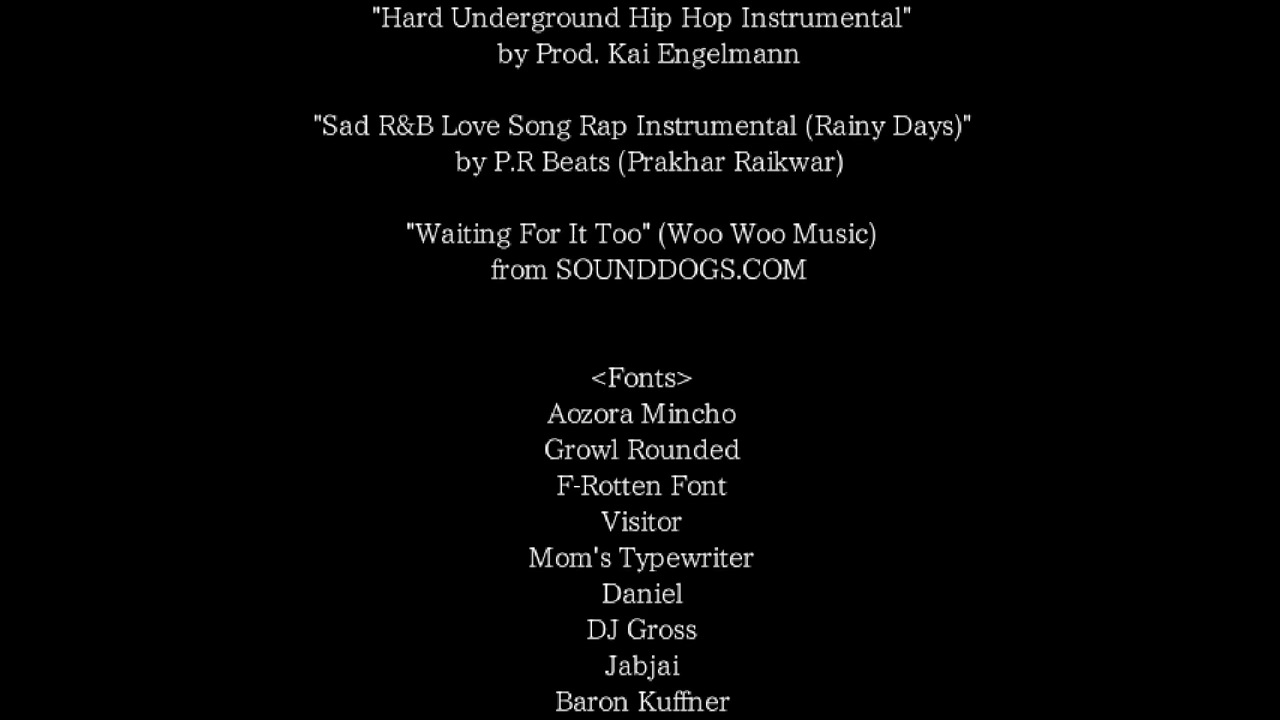 "Hard Underground Hip Hop Instrumental"
by Prod. Kai Engelmann
"Sad R&B Love Song Rap Instrumental (Rainy Days)"
by P.R Beats (Prakhar Raikwar)
"Waiting For It Too" (Woo Woo Music)
from SOUNDDOGS.COM
<Fonts>
Aozora Mincho
Growl Rounded
F-Rotten Font
Visitor
Mom's Typewriter
Daniel
DJ Gross
Jabjai
Baron Kuffner